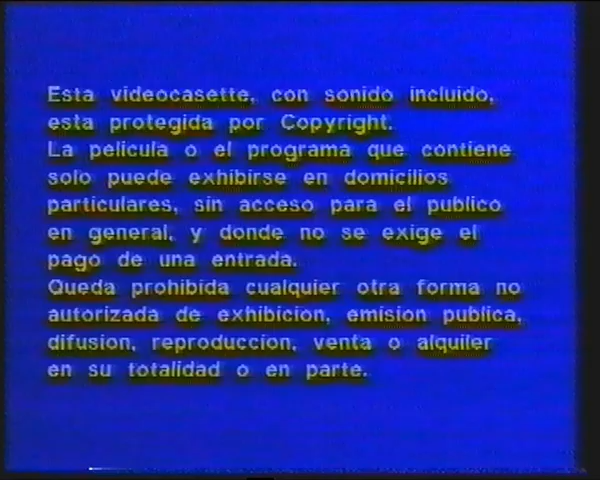 Esta videocasette, con sonido incluido,
esta protegida por Copyright.
La pelicula o el programa que contiene
solo puede exhibirse en domicilios
particulares, sin acceso para el publico
en general, y donde no se exige el
pago de una entrada.
Queda prohibida cualquier otra forma no
autorizada de exhibicion, emision publica,
difusion, reproduccion, venta o alquiler
en su totalidad o en parte.